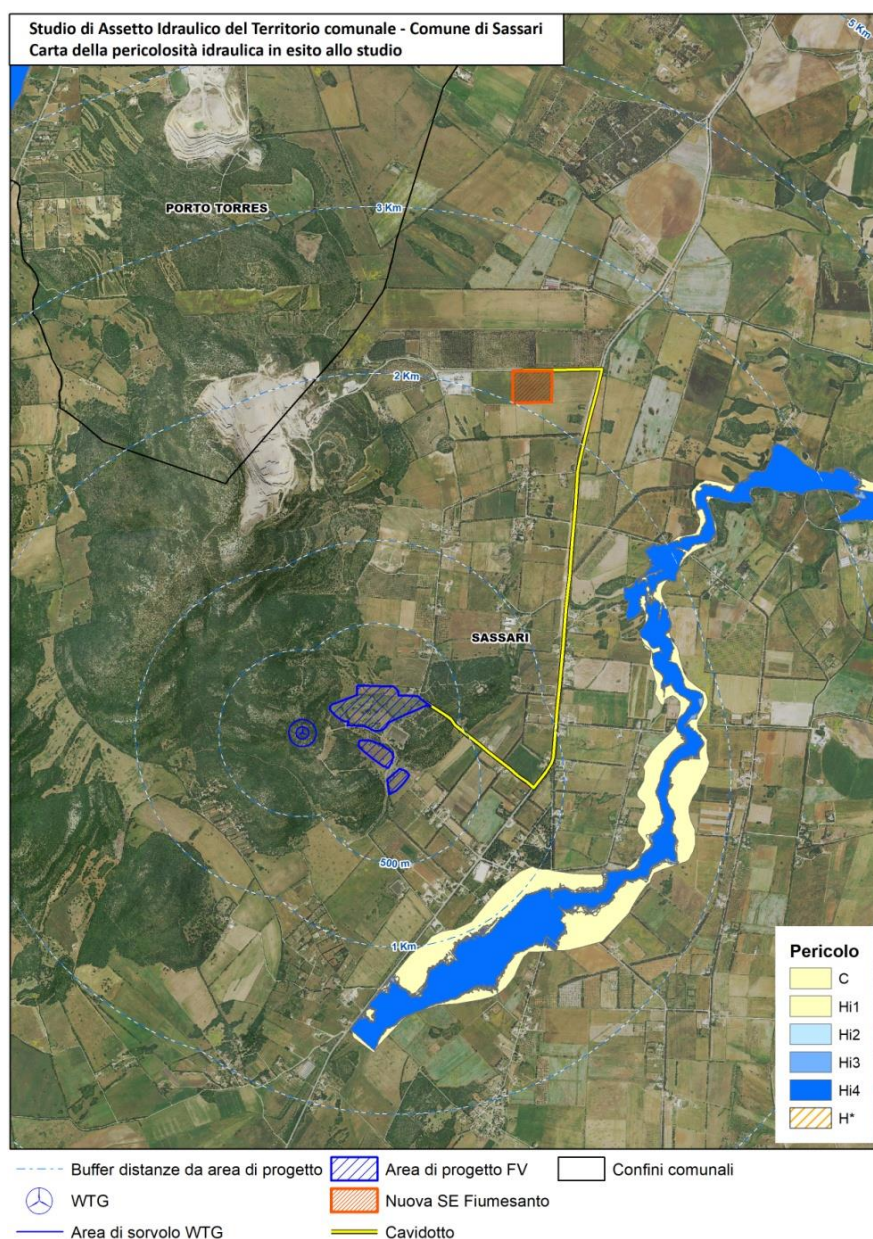 Studio di Assetto Idraulico del Territorio comunale - Comune di Sassari
Carta della pericolosità idraulica in esito allo studio
5 Km
PORTO TORRES
3 Km
2 Km
SASSARI
500 m
1 Km
Pericolo
C
Hi1
Hi2
Hi3
Hi4
H*
Buffer distanze da area di progetto
Area di progetto FV
Confini comunali
WTG
Nuova SE Fiumesanto
Area di sorvolo WTG
Cavidotto